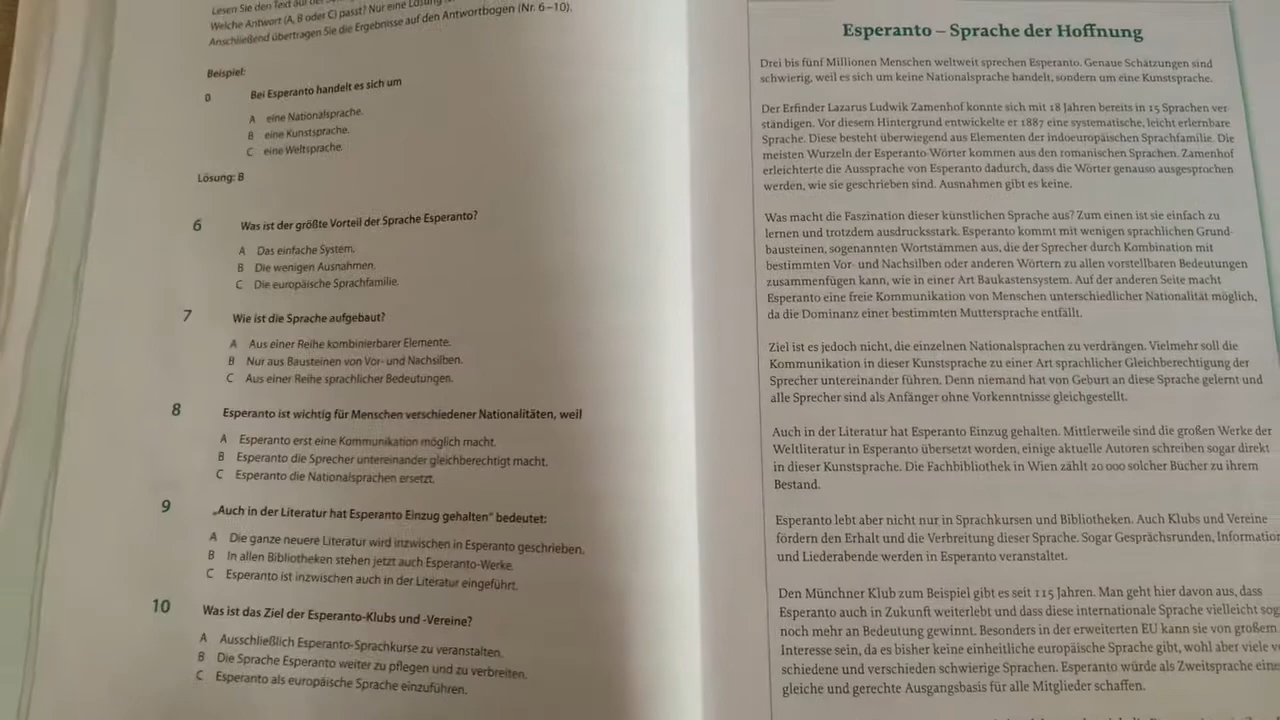 Lesen Sie den Text auf der
Welche Antwort (A, B oder C) passt? Nur eine Lösung
Anschließend übertragen Sie die Ergebnisse auf den Antwortbogen (Nr. 6–10).
Beispiel:
0 Bei Esperanto handelt es sich um
A eine Nationalsprache.
B eine Kunstsprache.
C eine Weltsprache.
Lösung: B
6 Was ist der größte Vorteil der Sprache Esperanto?
A Das einfache System.
B Die wenigen Ausnahmen.
C Die europäische Sprachfamilie.
7 Wie ist die Sprache aufgebaut?
A Aus einer Reihe kombinierbarer Elemente.
B Nur aus Bausteinen von Vor- und Nachsilben.
C Aus einer Reihe sprachlicher Bedeutungen.
8 Esperanto ist wichtig für Menschen verschiedener Nationalitäten, weil
A Esperanto erst eine Kommunikation möglich macht.
B Esperanto die Sprecher untereinander gleichberechtigt macht.
C Esperanto die Nationalsprachen ersetzt.
9 „Auch in der Literatur hat Esperanto Einzug gehalten“ bedeutet:
A Die ganze neuere Literatur wird inzwischen in Esperanto geschrieben.
B In allen Bibliotheken stehen jetzt auch Esperanto-Werke.
C Esperanto ist inzwischen auch in der Literatur eingeführt.
10 Was ist das Ziel der Esperanto-Klubs und -Vereine?
A Ausschließlich Esperanto-Sprachkurse zu veranstalten.
B Die Sprache Esperanto weiter zu pflegen und zu verbreiten.
C Esperanto als europäische Sprache einzuführen.
Esperanto – Sprache der Hoffnung
Drei bis fünf Millionen Menschen weltweit sprechen Esperanto. Genaue Schätzungen sind
schwierig, weil es sich um keine Nationalsprache handelt, sondern um eine Kunstsprache.
Der Erfinder Lazarus Ludwik Zamenhof konnte sich mit 18 Jahren bereits in 15 Sprachen ver-
ständigen. Vor diesem Hintergrund entwickelte er 1887 eine systematische, leicht erlernbare
Sprache. Diese besteht überwiegend aus Elementen der indoeuropäischen Sprachfamilie. Die
meisten Wurzeln der Esperanto-Wörter kommen aus den romanischen Sprachen. Zamenhof
erleichterte die Aussprache von Esperanto dadurch, dass die Wörter genauso ausgesprochen
werden, wie sie geschrieben sind. Ausnahmen gibt es keine.
Was macht die Faszination dieser künstlichen Sprache aus? Zum einen ist sie einfach zu
lernen und trotzdem ausdrucksstark. Esperanto kommt mit wenigen sprachlichen Grund-
bausteinen, sogenannten Wortstämmen aus, die der Sprecher durch Kombination mit
bestimmten Vor- und Nachsilben oder anderen Wörtern zu allen vorstellbaren Bedeutungen
zusammenfügen kann, wie in einer Art Baukastensystem. Auf der anderen Seite macht
Esperanto eine freie Kommunikation von Menschen unterschiedlicher Nationalität möglich,
da die Dominanz einer bestimmten Muttersprache entfällt.
Ziel ist es jedoch nicht, die einzelnen Nationalsprachen zu verdrängen. Vielmehr soll die
Kommunikation in dieser Kunstsprache zu einer Art sprachlicher Gleichberechtigung der
Sprecher untereinander führen. Denn niemand hat von Geburt an diese Sprache gelernt und
alle Sprecher sind als Anfänger ohne Vorkenntnisse gleichgestellt.
Auch in der Literatur hat Esperanto Einzug gehalten. Mittlerweile sind die großen Werke der
Weltliteratur in Esperanto übersetzt worden, einige aktuelle Autoren schreiben sogar direkt
in dieser Kunstsprache. Die Fachbibliothek in Wien zählt 20 000 solcher Bücher zu ihrem
Bestand.
Esperanto lebt aber nicht nur in Sprachkursen und Bibliotheken. Auch Klubs und Vereine
fördern den Erhalt und die Verbreitung dieser Sprache. Sogar Gesprächsrunden, Information
und Liederabende werden in Esperanto veranstaltet.
Den Münchner Klub zum Beispiel gibt es seit 115 Jahren. Man geht hier davon aus, dass
Esperanto auch in Zukunft weiterlebt und dass diese internationale Sprache vielleicht sog
noch mehr an Bedeutung gewinnt. Besonders in der erweiterten EU kann sie von großem
Interesse sein, da es bisher keine einheitliche europäische Sprache gibt, wohl aber viele v
schiedene und verschieden schwierige Sprachen. Esperanto würde als Zweitsprache eine
gleiche und gerechte Ausgangsbasis für alle Mitglieder schaffen.